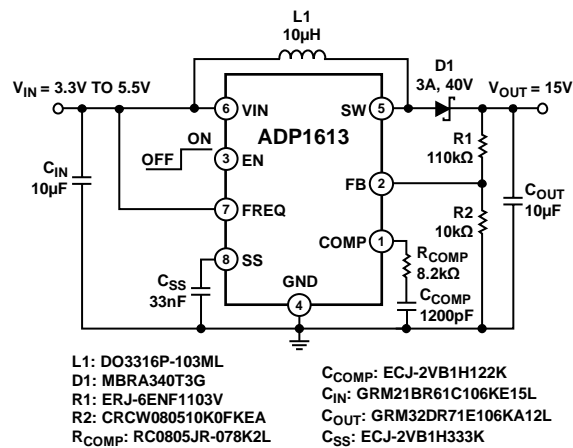 L1
10µH
D1
3A, 40V
VIN = 3.3V TO 5.5V
VOUT = 15V
6 VIN
SW 5
ADP1613
ON
OFF
3 EN
R1
110kΩ
CIN
10µF
FB 2
COUT
10µF
7 FREQ
R2
10kΩ
COMP 1
8 SS
RCOMP
8.2kΩ
CSS
33nF
GND
4
CCOMP
1200pF
L1: DO3316P-103ML
D1: MBRA340T3G
R1: ERJ-6ENF1103V
R2: CRCW080510K0FKEA
RCOMP: RC0805JR-078K2L
CCOMP: ECJ-2VB1H122K
CIN: GRM21BR61C106KE15L
COUT: GRM32DR71E106KA12L
CSS: ECJ-2VB1H333K